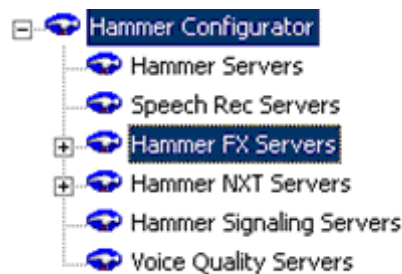 Hammer Configurator
Hammer Servers
Speech Rec Servers
Hammer FX Servers
Hammer NXT Servers
Hammer Signaling Servers
Voice Quality Servers